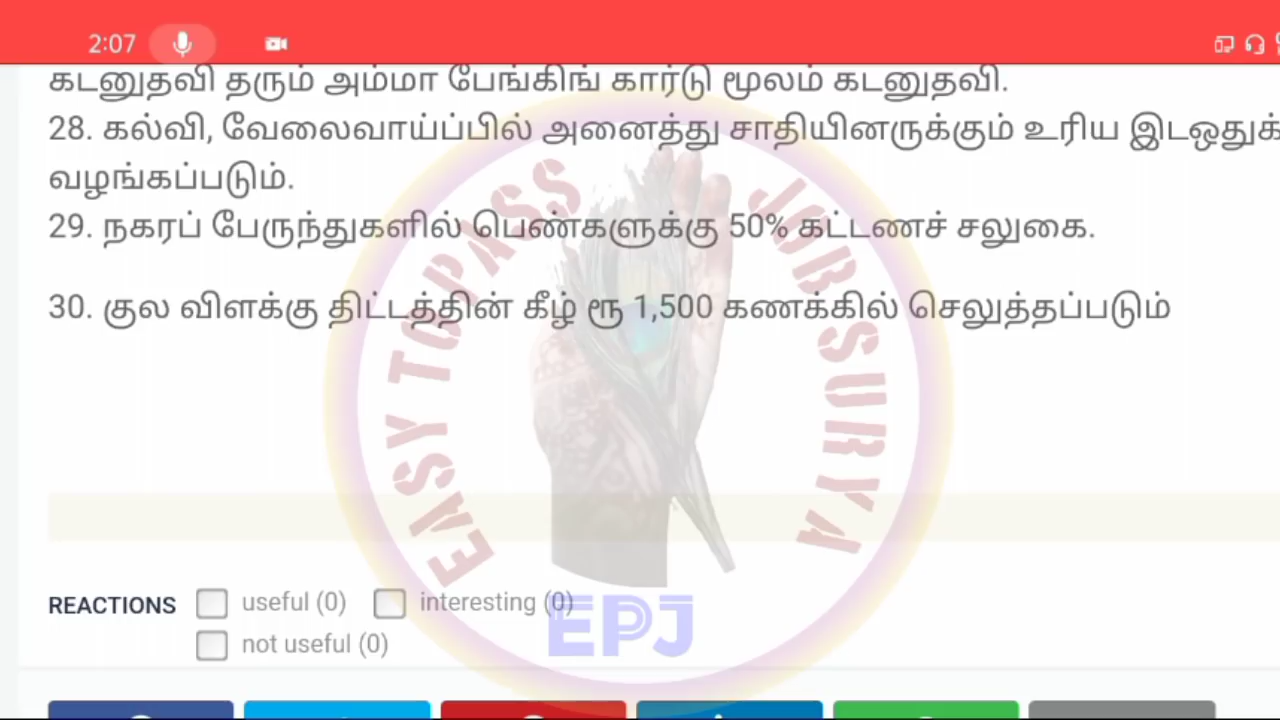 2:07
கடனுதவி தரும் அம்மா பேங்கிங் கார்டு மூலம் கடனுதவி.
28. கல்வி, வேலைவாய்ப்பில் அனைத்து சாதியினருக்கும் உரிய இடஒதுக்
வழங்கப்படும்.
29. நகரப் பேருந்துகளில் பெண்களுக்கு 50% கட்டணச் சலுகை.
30. குல விளக்கு திட்டத்தின் கீழ் ரூ 1,500 கணக்கில் செலுத்தப்படும்
EASY TO PASS JOB SURYA
EPJ
REACTIONS useful (0) interesting (0)
not useful (0)